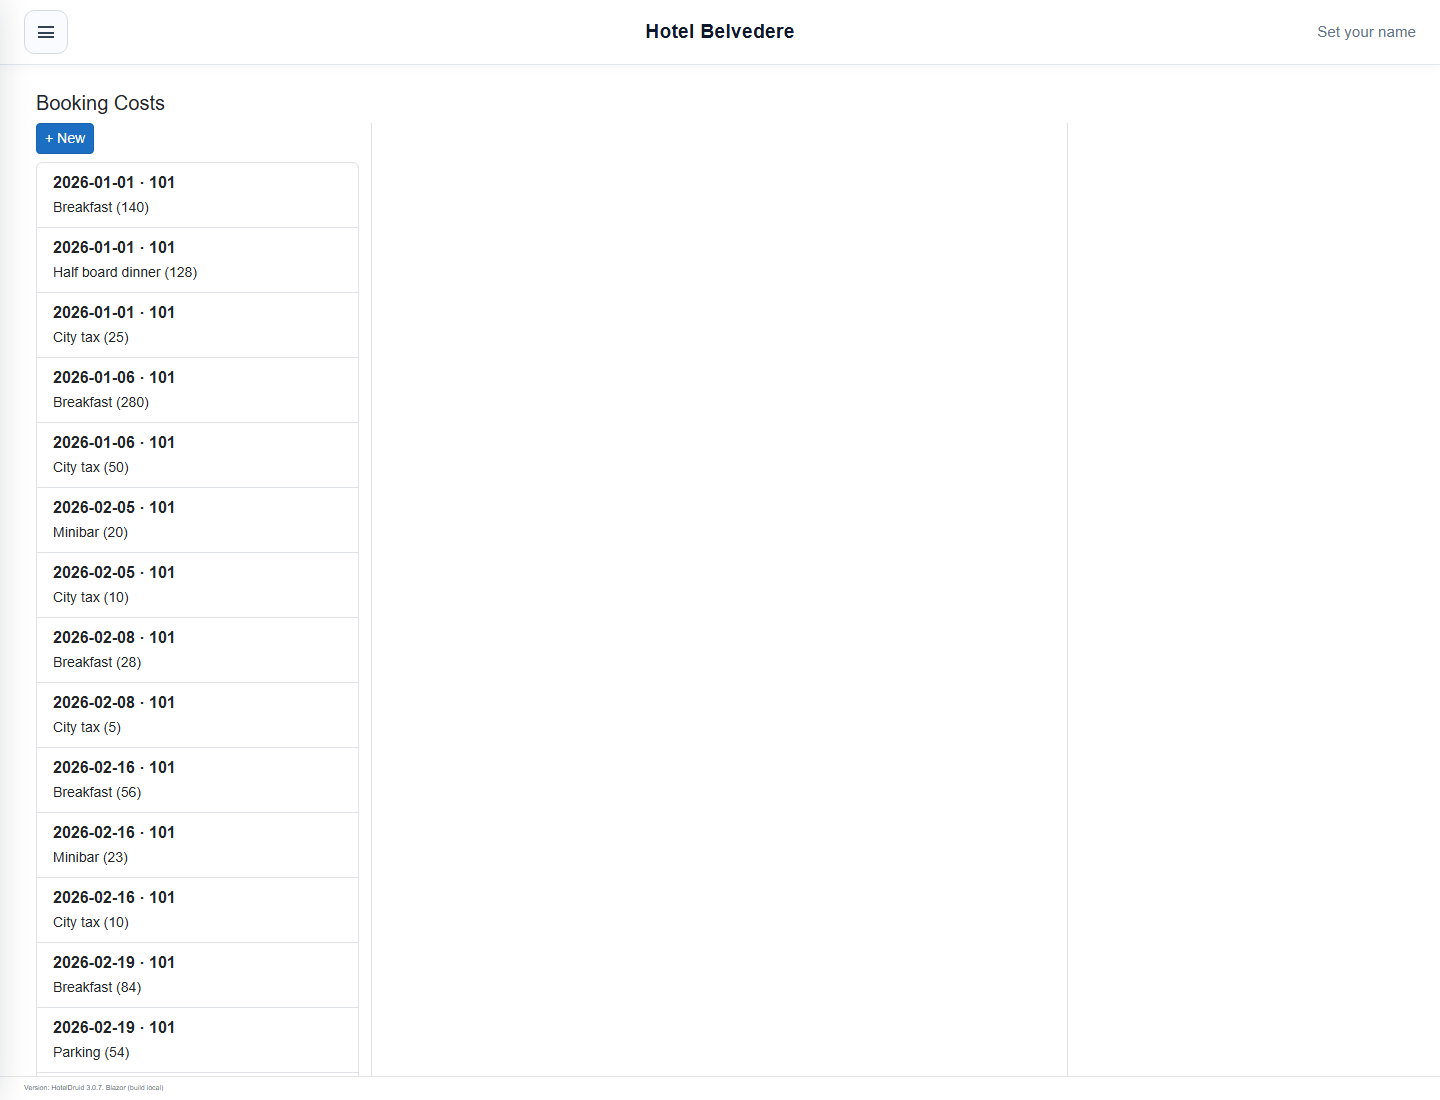 Hotel Belvedere
Set your name
Booking Costs
+ New
2026-01-01 · 101
Breakfast (140)
2026-01-01 · 101
Half board dinner (128)
2026-01-01 · 101
City tax (25)
2026-01-06 · 101
Breakfast (280)
2026-01-06 · 101
City tax (50)
2026-02-05 · 101
Minibar (20)
2026-02-05 · 101
City tax (10)
2026-02-08 · 101
Breakfast (28)
2026-02-08 · 101
City tax (5)
2026-02-16 · 101
Breakfast (56)
2026-02-16 · 101
Minibar (23)
2026-02-16 · 101
City tax (10)
2026-02-19 · 101
Breakfast (84)
2026-02-19 · 101
Parking (54)
Version: HotelDruid 3.0.7. Blazor (build local)